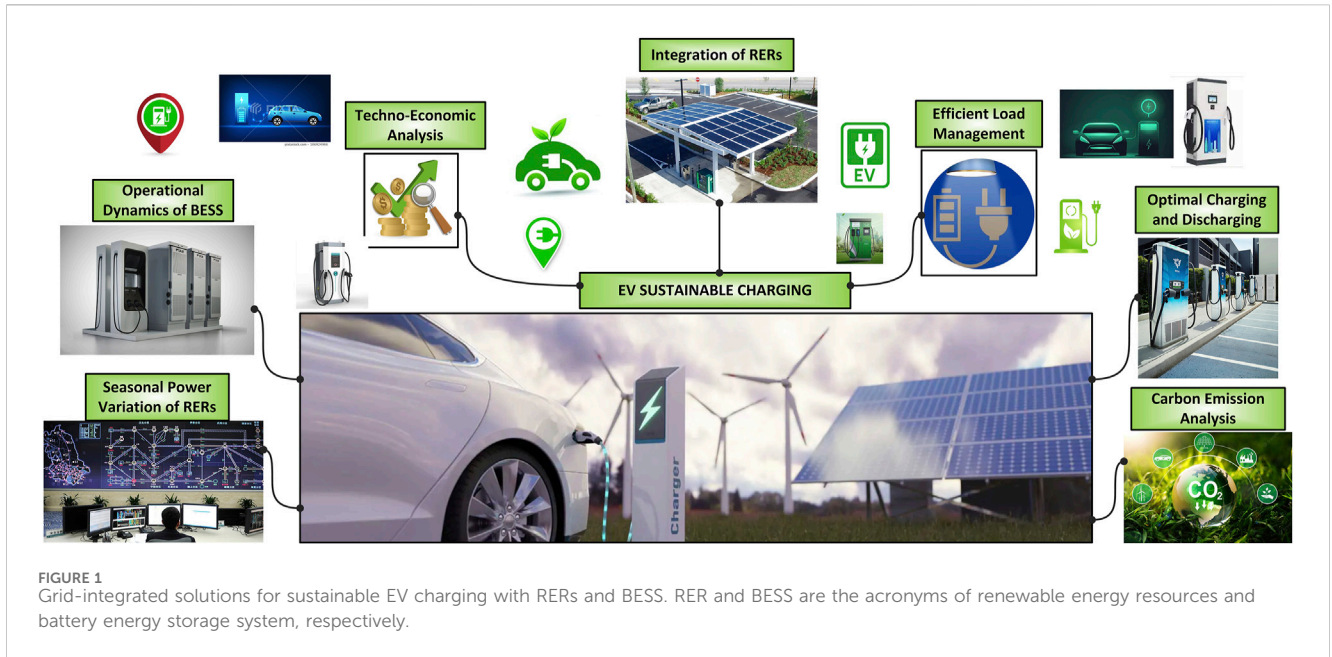 Integration of RERs
Techno-Economic
Analysis
Efficient Load
Management
Operational
Dynamics of BESS
EV
Optimal Charging
and Discharging
EV SUSTAINABLE CHARGING
Seasonal Power
Variation of RERs
Carbon Emission
Analysis
Charger
CO2
FIGURE 1
Grid-integrated solutions for sustainable EV charging with RERs and BESS. RER and BESS are the acronyms of renewable energy resources and
battery energy storage system, respectively.